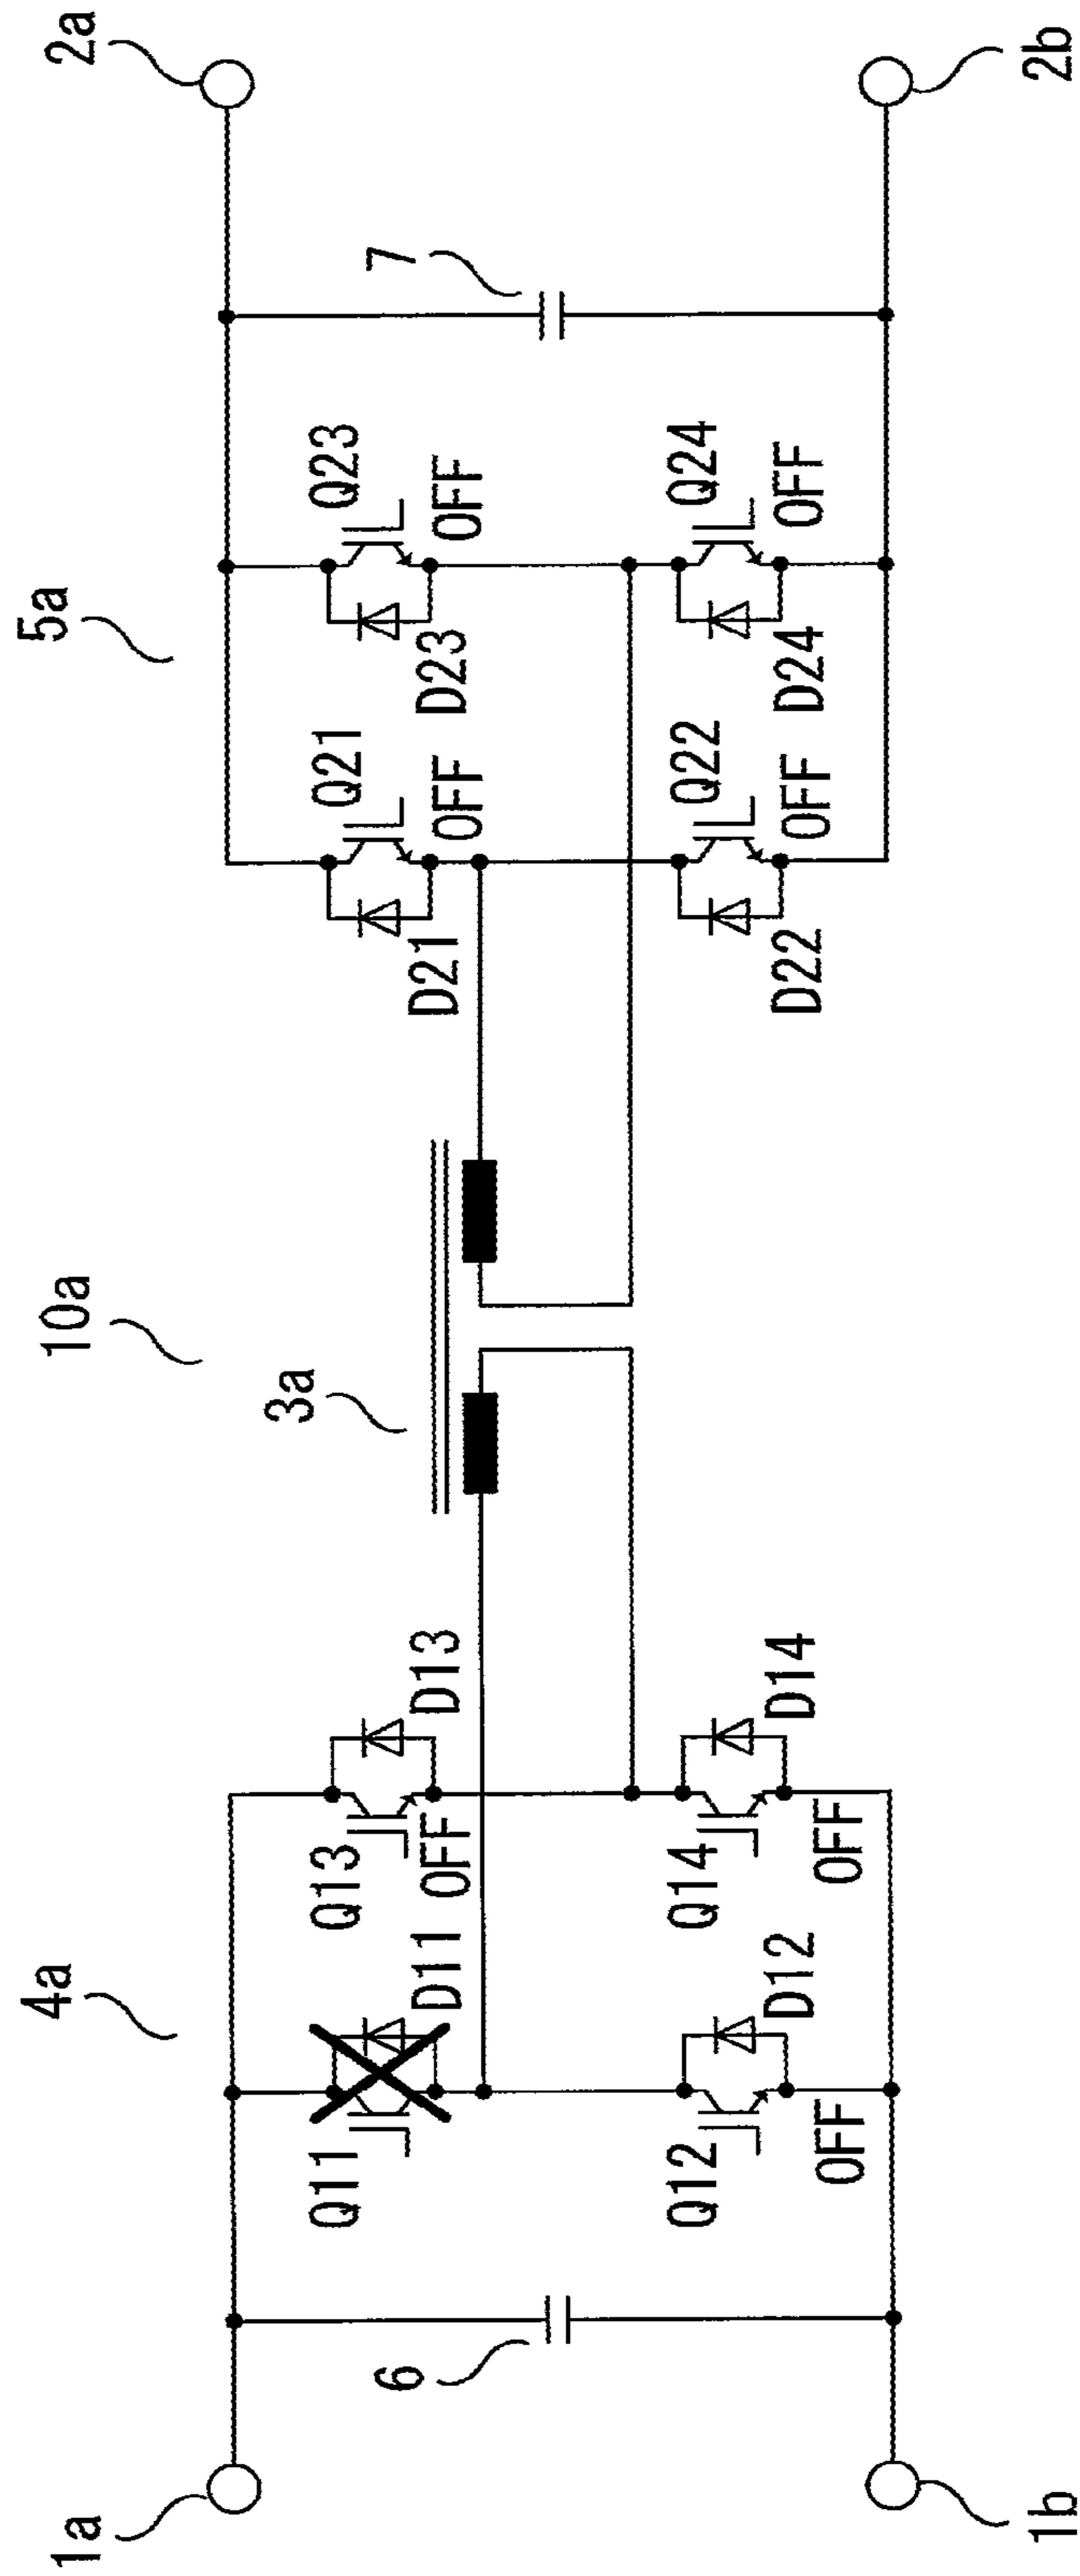 10a
4a
5a
3a
1a
2a
Q11
D11
Q13
D13
OFF
Q21
D21
OFF
Q23
D23
OFF
6
7
Q12
D12
OFF
Q14
D14
OFF
Q22
D22
OFF
Q24
D24
OFF
1b
2b